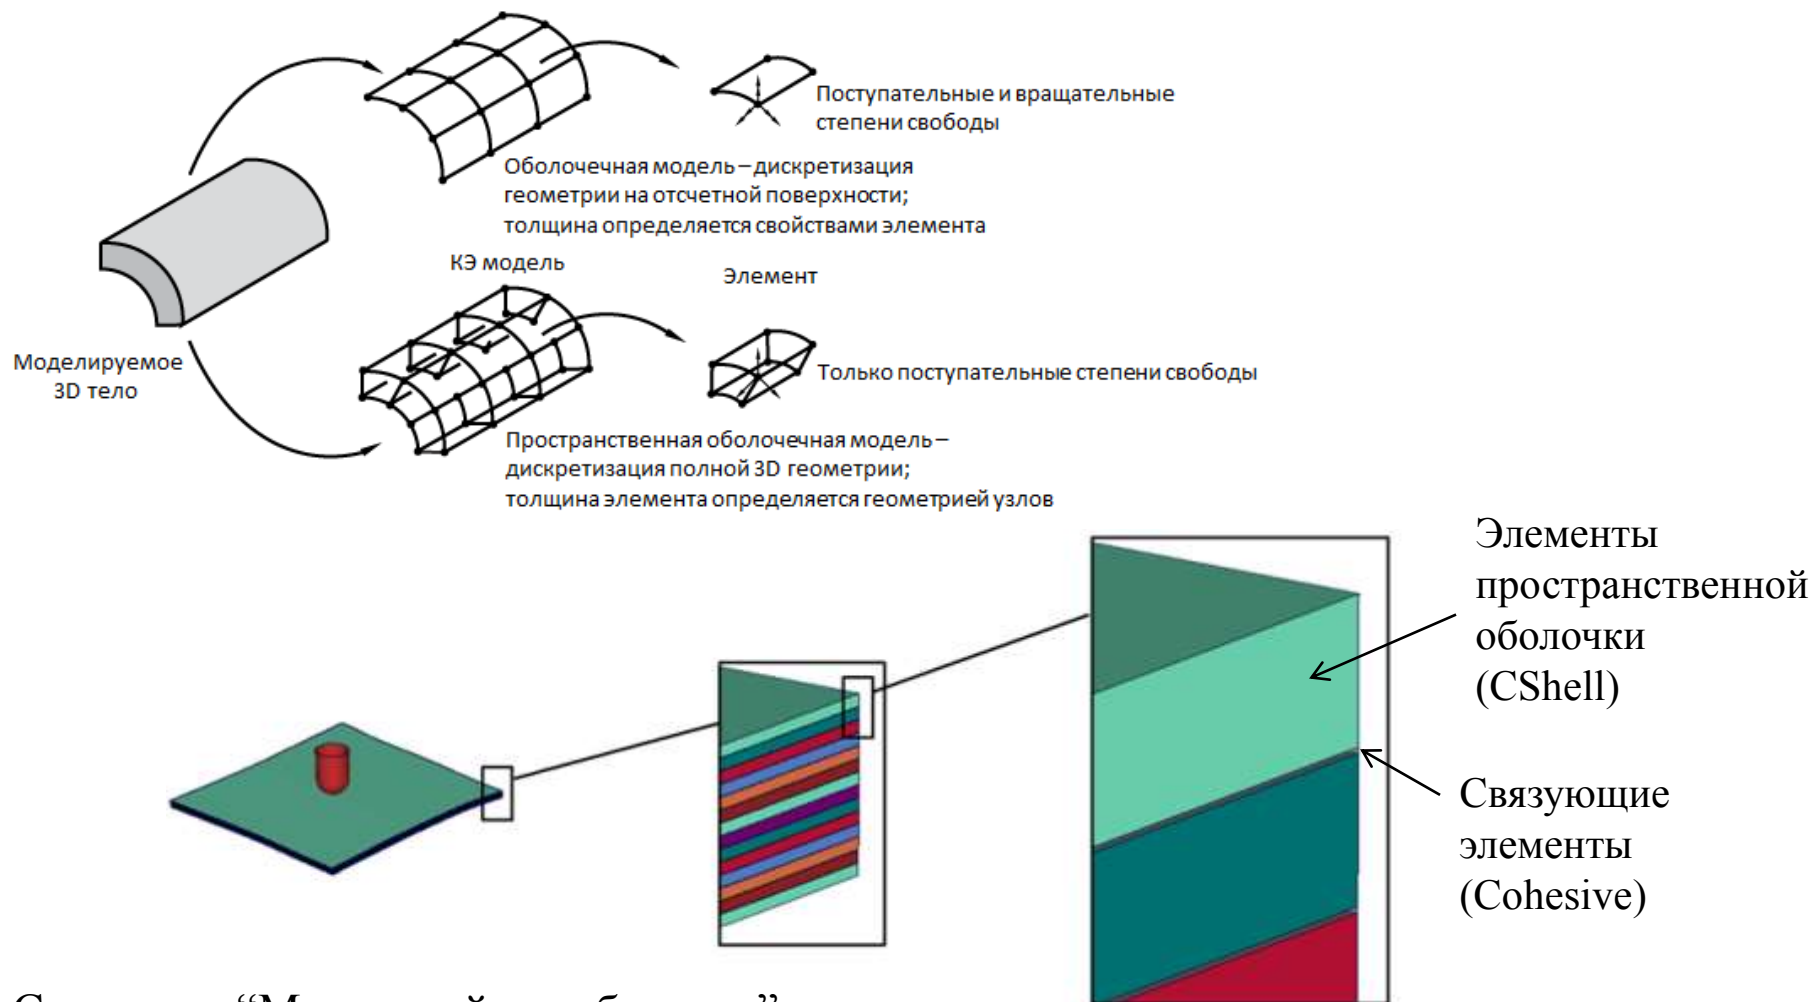 Поступательные и вращательные
степени свободы
Оболочечная модель – дискретизация
геометрии на отсчетной поверхности;
толщина определяется свойствами элемента
КЭ модель
Элемент
Моделируемое
3D тело
Только поступательные степени свободы
Пространственная оболочечная модель –
дискретизация полной 3D геометрии;
толщина элемента определяется геометрией узлов
Элементы
пространственной
оболочки
(CShell)
Связующие
элементы
(Cohesive)